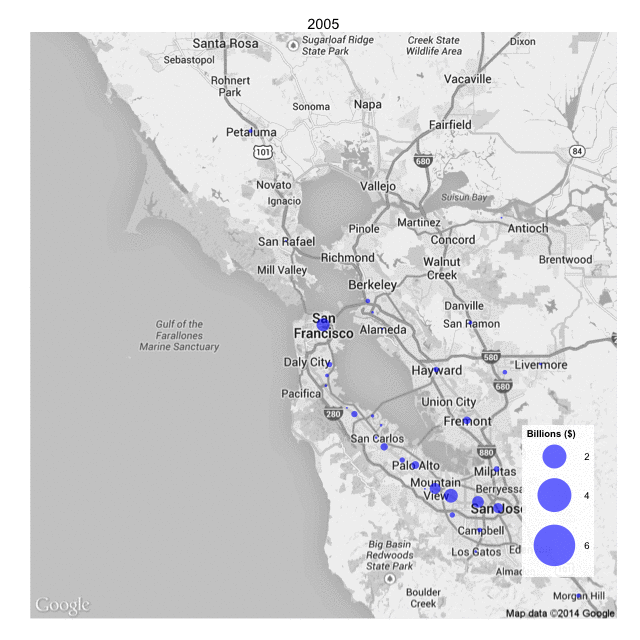 2005
Santa Rosa
Sugarloaf Ridge
State Park
Creek State
Wildlife Area
Dixon
Sebastopol
Rohnert
Park
Vacaville
Sonoma
Napa
Petaluma
Fairfield
101
680
84
Novato
Ignacio
Vallejo
Suisun Bay
San Rafael
Pinole
Martinez
Concord
Antioch
Richmond
Mill Valley
Walnut
Creek
Brentwood
Berkeley
San
Francisco
Alameda
Danville
San Ramon
Gulf of the
Farallones
Marine Sanctuary
580
Daly City
Hayward
Livermore
680
Pacifica
280
Union City
Fremont
San Carlos
880
Palo Alto
Milpitas
Mountain
View
Berryessa
San Jos
Campbell
Los Gatos
Ed
Big Basin
Redwoods
State Park
Almad
Boulder
Creek
Morgan Hill
Billions ($)
2
4
6
Google
Map data ©2014 Google